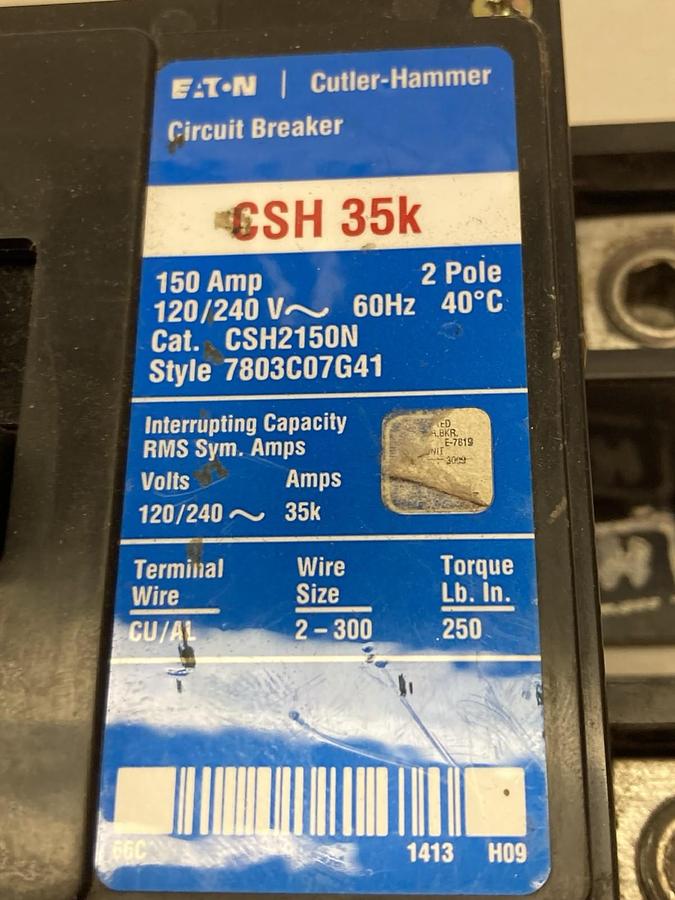 EATON | Cutler-Hammer
Circuit Breaker
CSH 35k
150 Amp 2 Pole
120/240 V~ 60Hz 40°C
Cat. CSH2150N
Style 7803C07G41
Interrupting Capacity
RMS Sym. Amps
Volts Amps
120/240 ~ 35k
E-7819
Terminal Wire Torque
Wire Size Lb. In.
CU/AL 2-300 250
66C 1413 H09